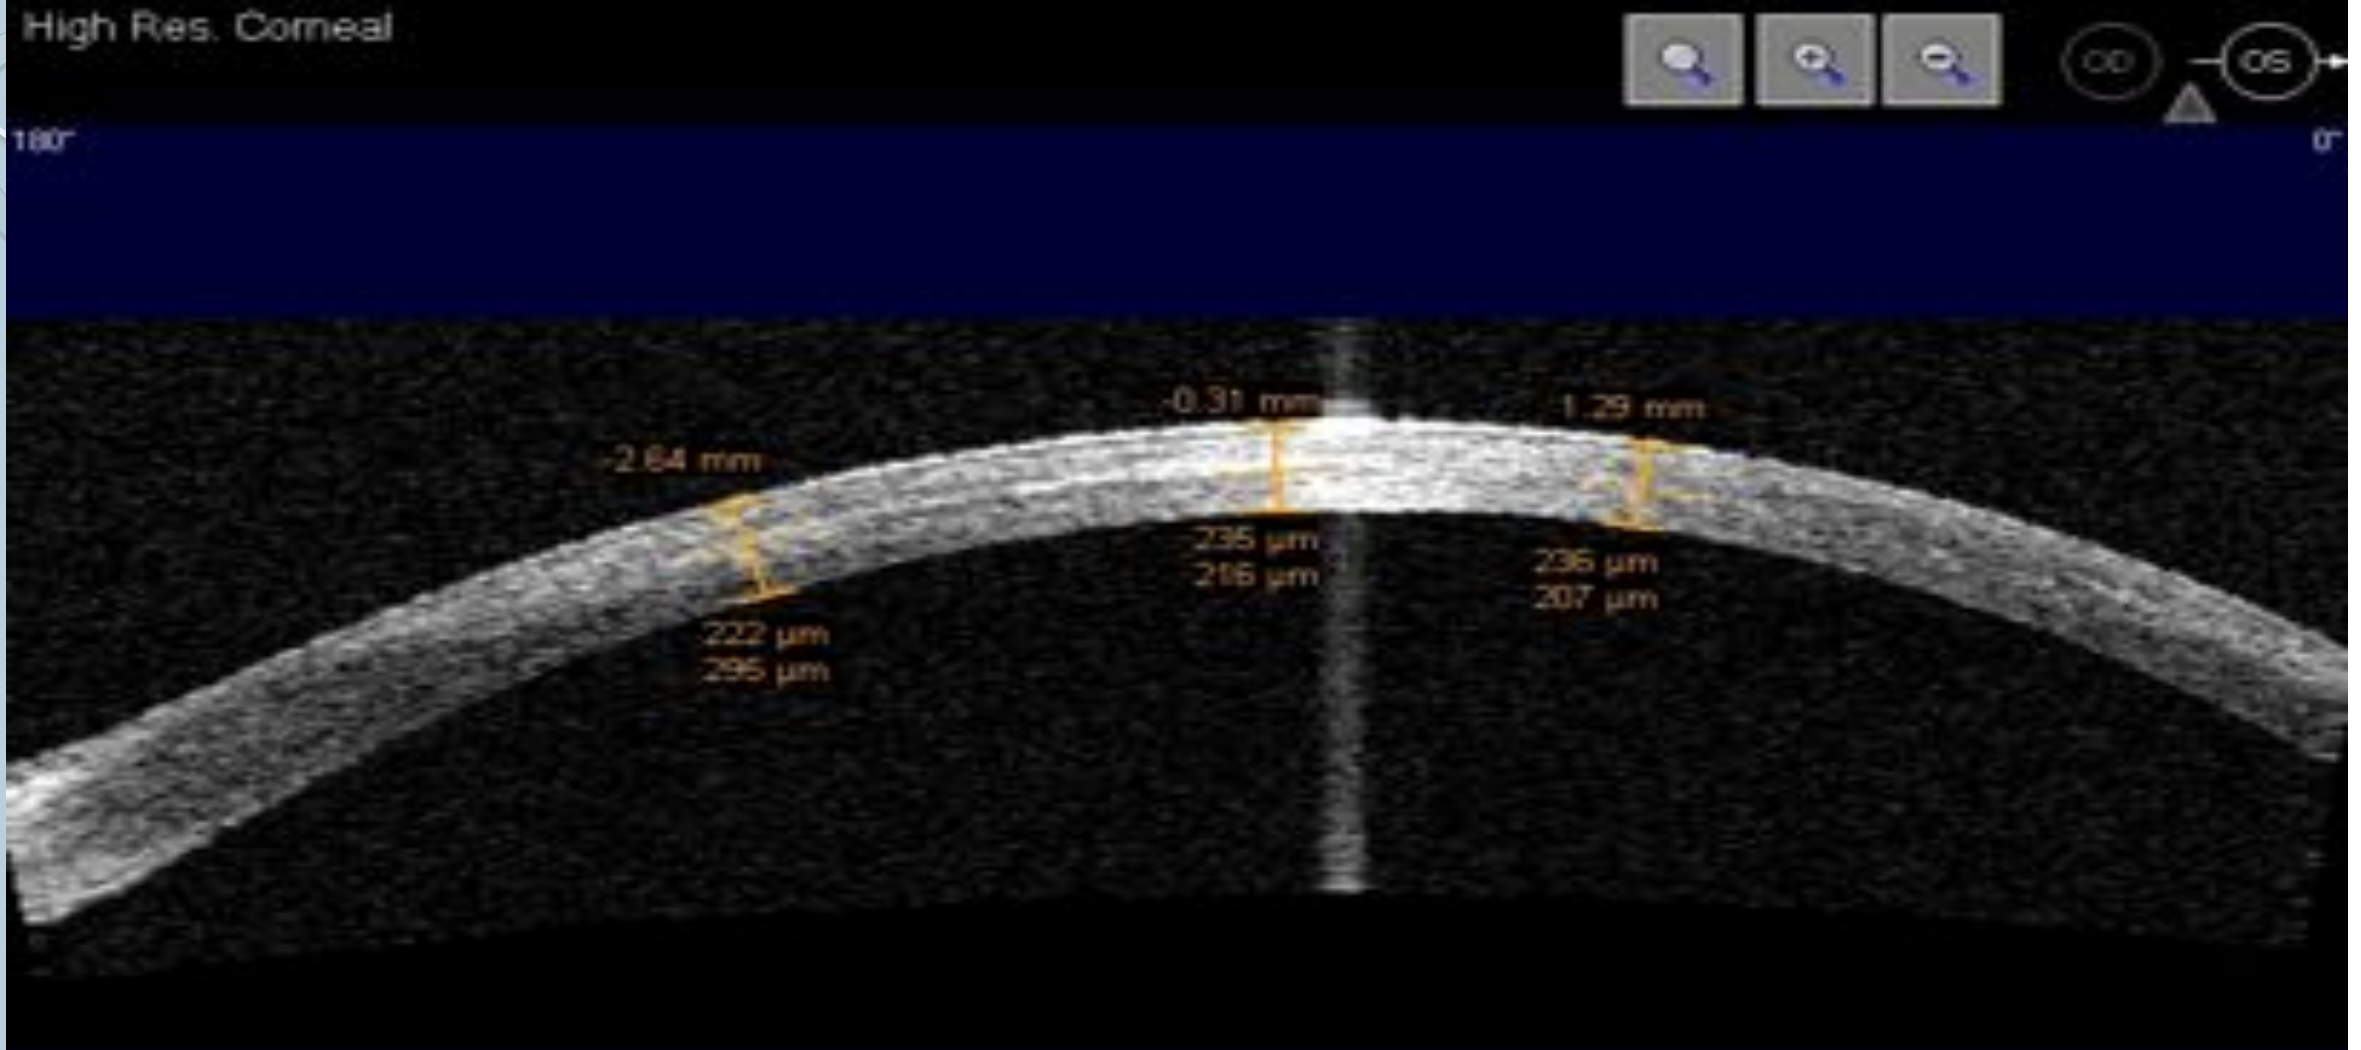 High Res. Corneal
OD
OS
180°
0°
-0.31 mm
1.29 mm
-2.64 mm
235 µm
216 µm
236 µm
207 µm
222 µm
295 µm